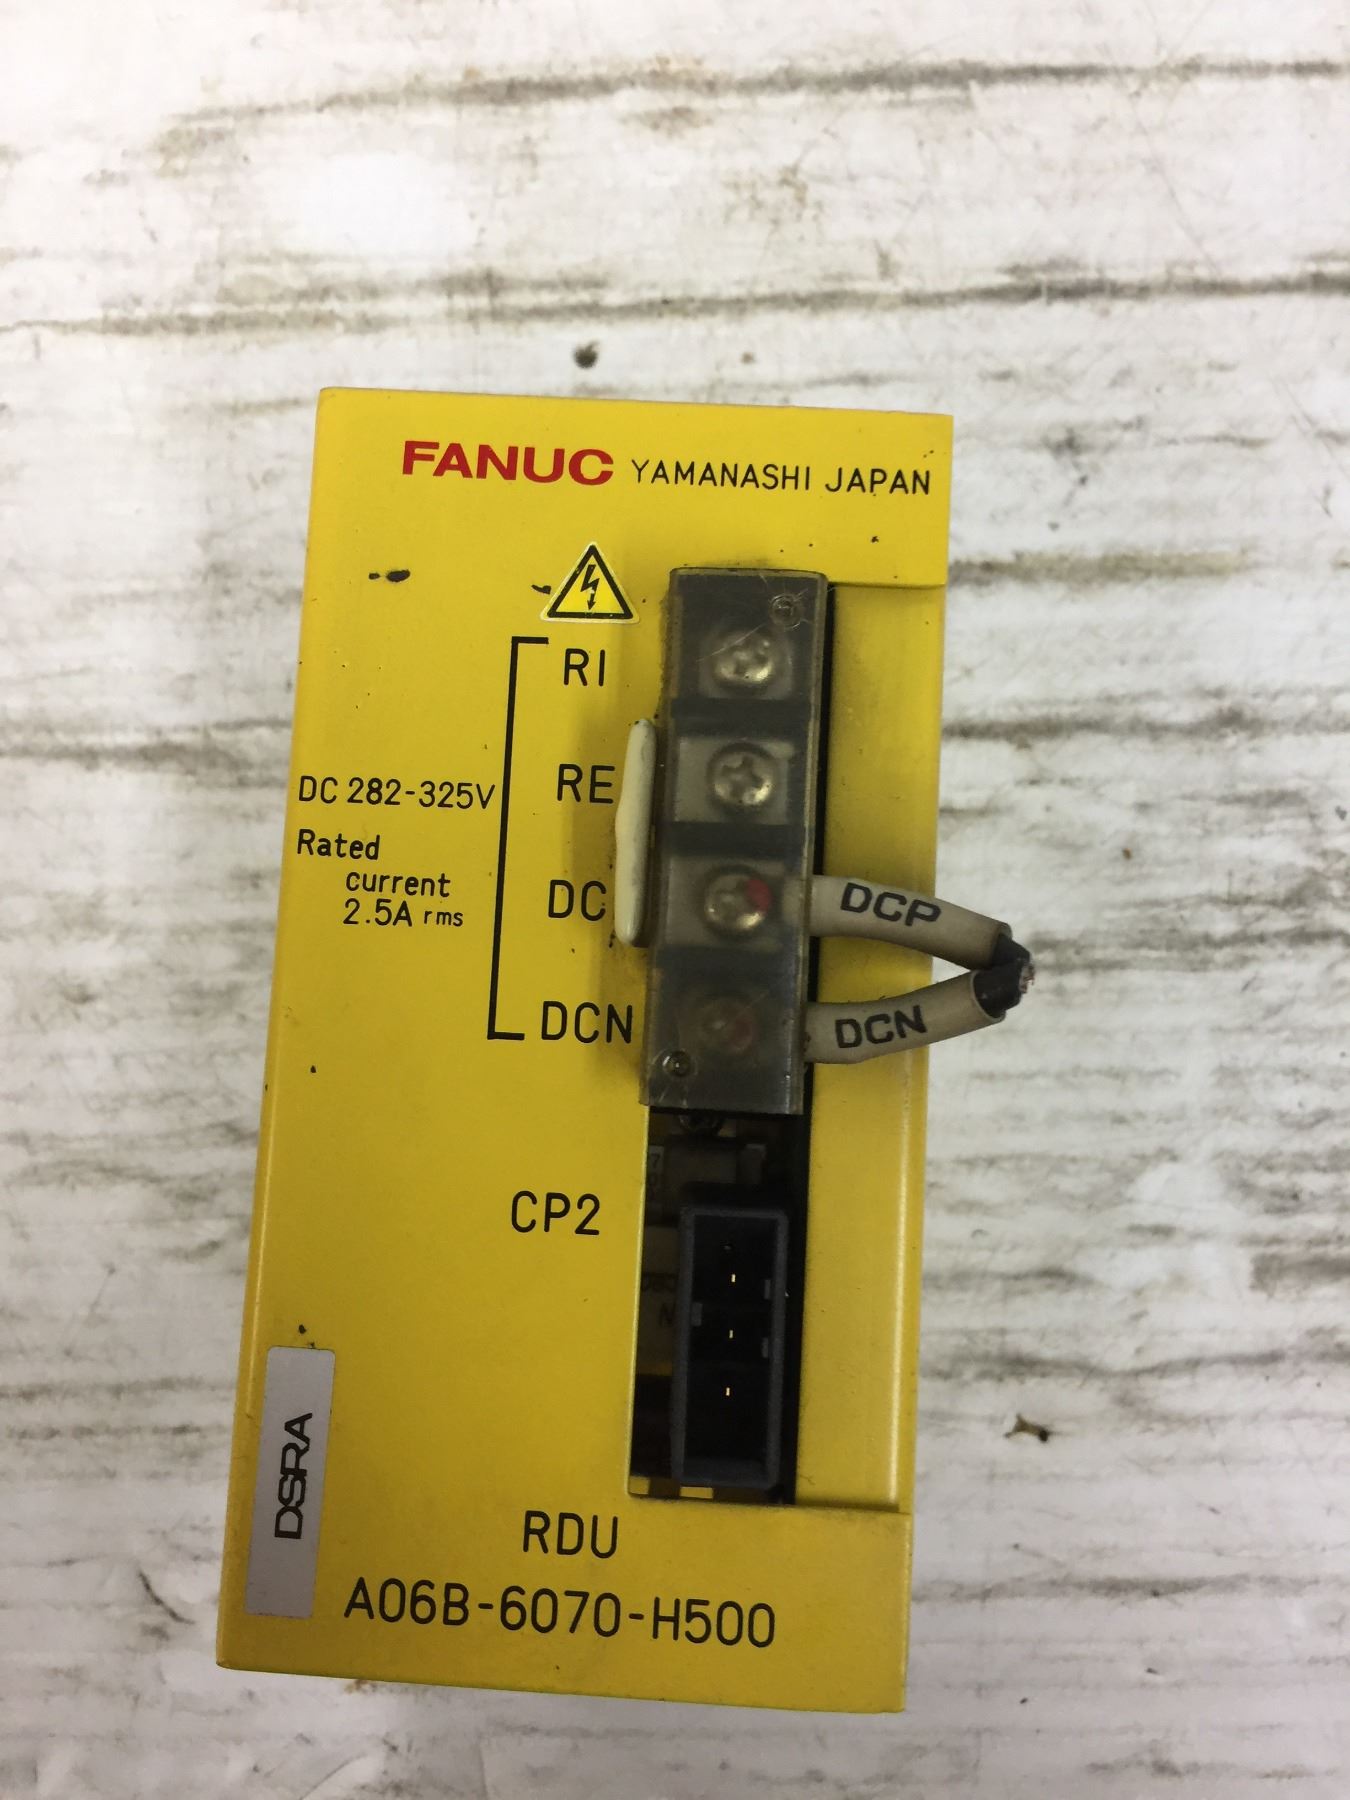 FANUC YAMANASHI JAPAN
RI
RE
DC 282-325V
Rated
current
2.5A rms
DC
DCP
DCN
DCN
CP2
DSRA
RDU
A06B-6070-H500